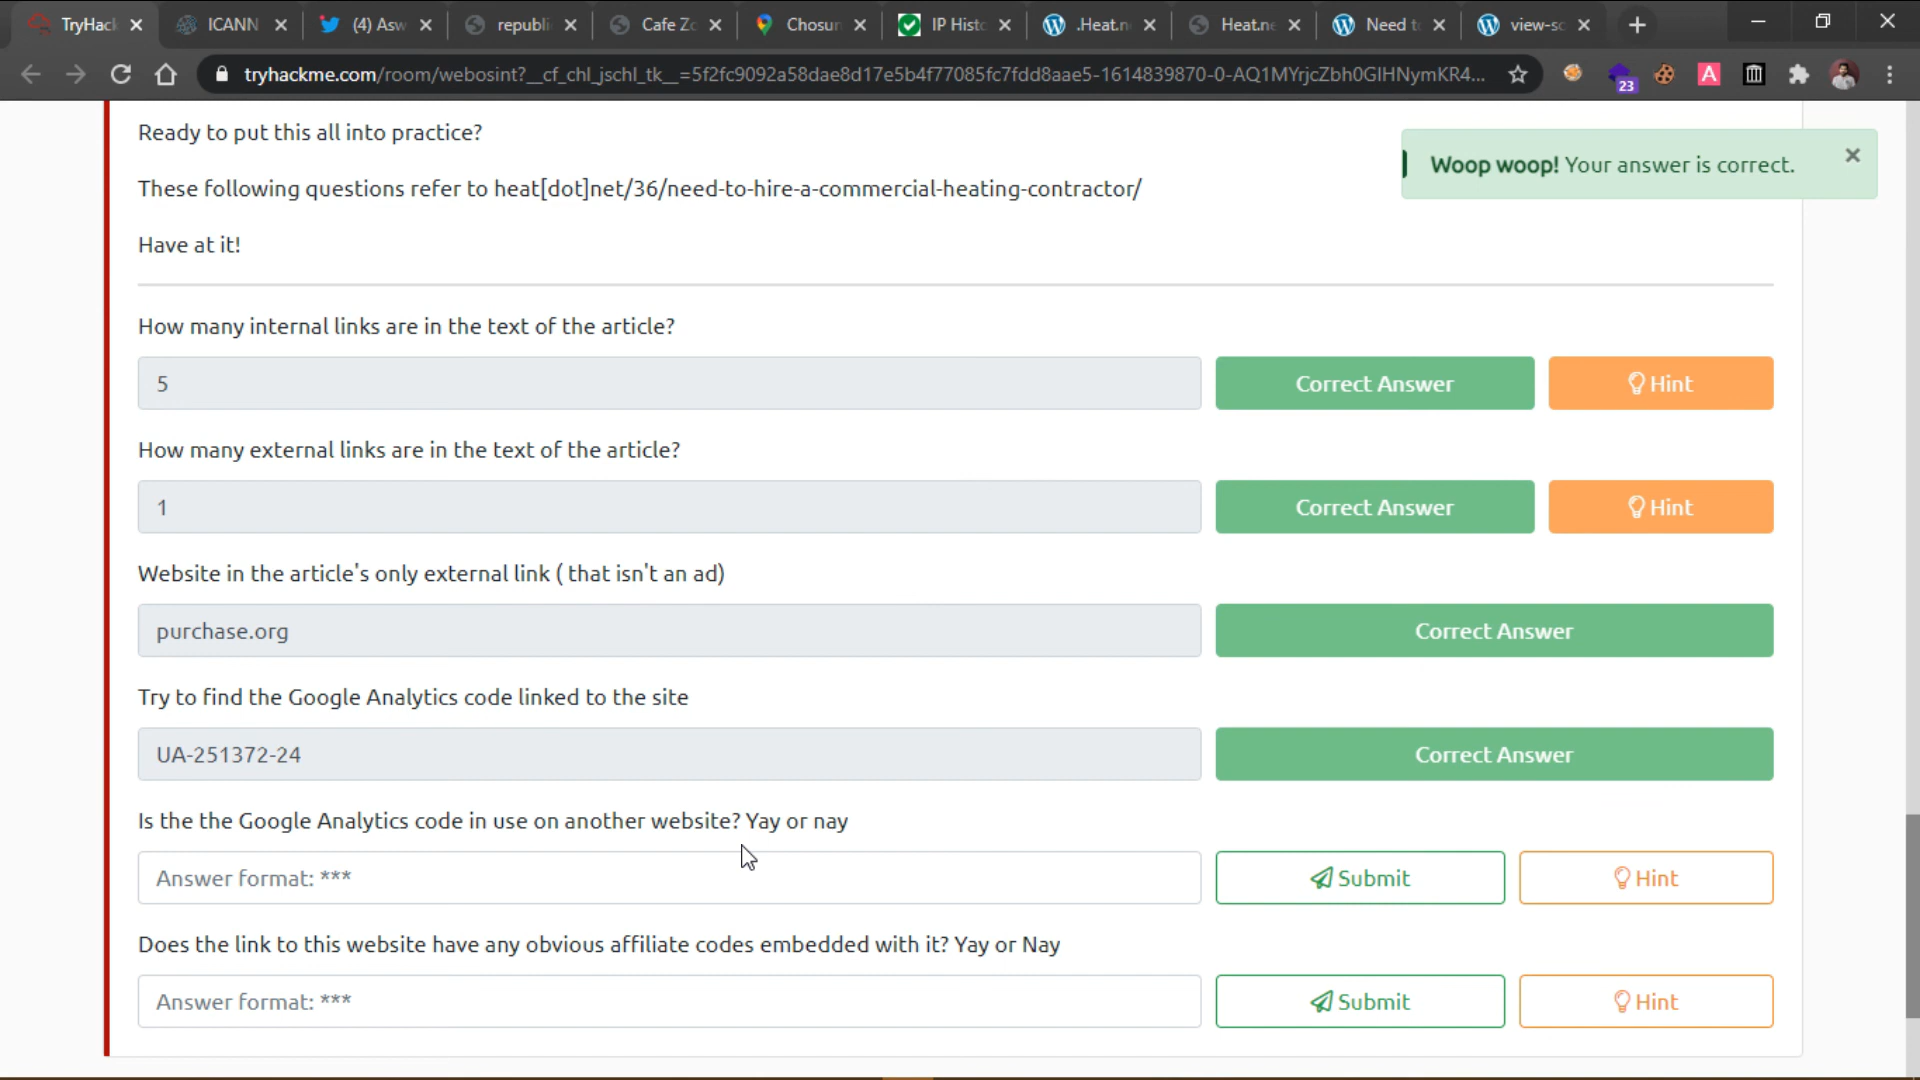 TryHack
ICANN
(4) Asw
republi
Cafe Zo
Chosun
IP Histo
.Heat.n
Heat.ne
Need t
view-so
tryhackme.com/room/webosint?__cf_chl_jschl_tk__=5f2fc9092a58dae8d17e5b4f77085fc7fdd8aae5-1614839870-0-AQ1MYrjcZbh0GIHNymKR4...
23
A
Ready to put this all into practice?
Woop woop! Your answer is correct.
These following questions refer to heat[dot]net/36/need-to-hire-a-commercial-heating-contractor/
Have at it!
How many internal links are in the text of the article?
5
Correct Answer
Hint
How many external links are in the text of the article?
1
Correct Answer
Hint
Website in the article's only external link ( that isn't an ad)
purchase.org
Correct Answer
Try to find the Google Analytics code linked to the site
UA-251372-24
Correct Answer
Is the the Google Analytics code in use on another website? Yay or nay
Answer format: ***
Submit
Hint
Does the link to this website have any obvious affiliate codes embedded with it? Yay or Nay
Answer format: ***
Submit
Hint